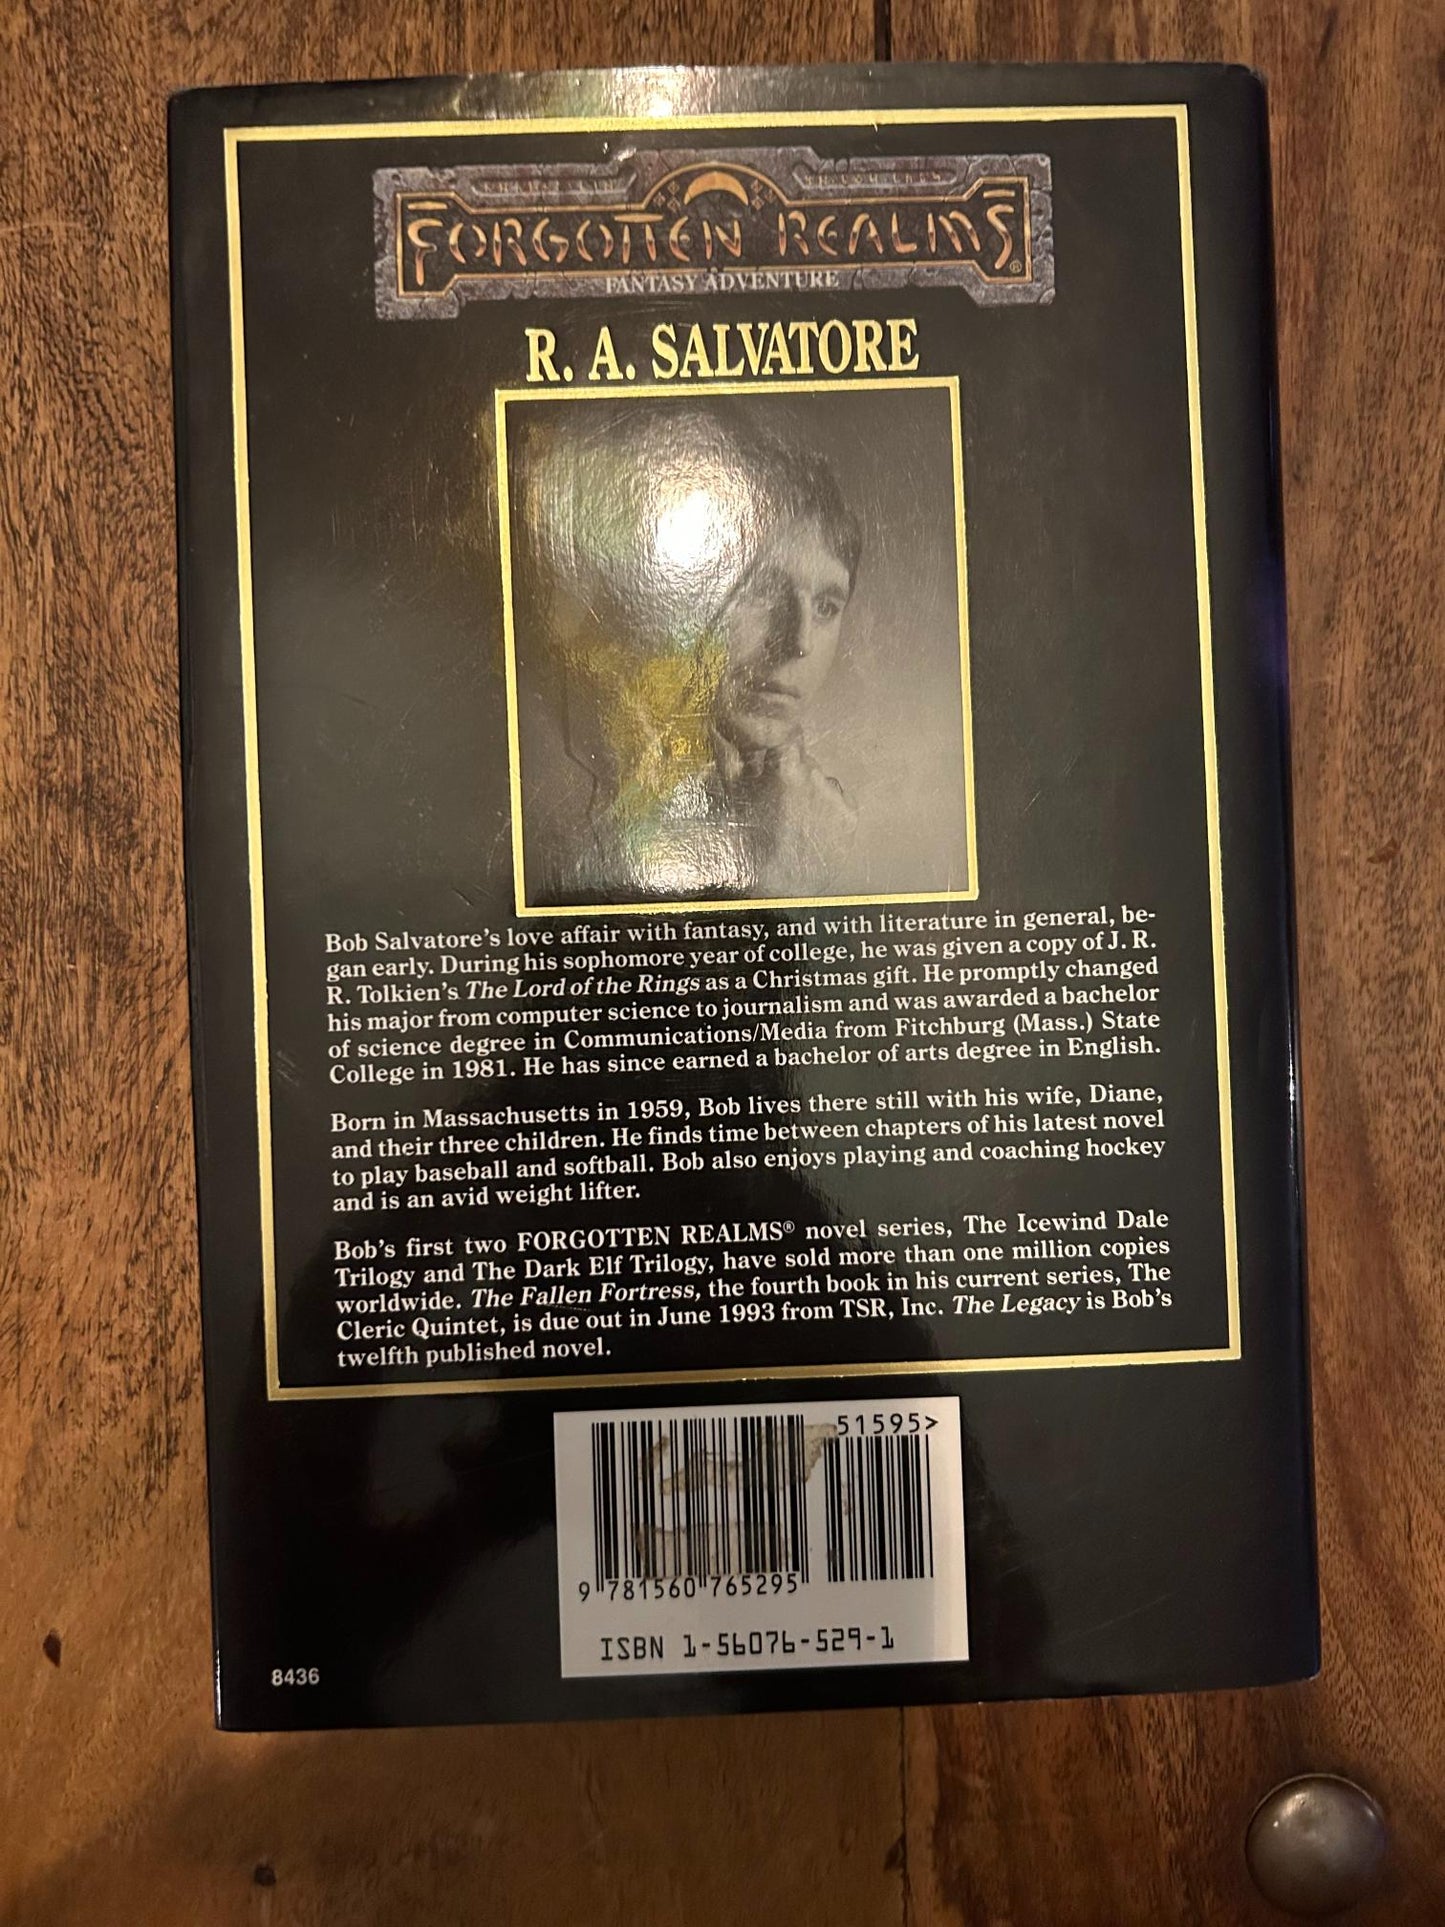 FORGOTTEN REALMS®
FANTASY ADVENTURE
R. A. SALVATORE
Bob Salvatore's love affair with fantasy, and with literature in general, be-
gan early. During his sophomore year of college, he was given a copy of J. R.
R. Tolkien's The Lord of the Rings as a Christmas gift. He promptly changed
his major from computer science to journalism and was awarded a bachelor
of science degree in Communications/Media from Fitchburg (Mass.) State
College in 1981. He has since earned a bachelor of arts degree in English.
Born in Massachusetts in 1959, Bob lives there still with his wife, Diane,
and their three children. He finds time between chapters of his latest novel
to play baseball and softball. Bob also enjoys playing and coaching hockey
and is an avid weight lifter.
Bob's first two FORGOTTEN REALMS® novel series, The Icewind Dale
Trilogy and The Dark Elf Trilogy, have sold more than one million copies
worldwide. The Fallen Fortress, the fourth book in his current series, The
Cleric Quintet, is due out in June 1993 from TSR, Inc. The Legacy is Bob's
twelfth published novel.
51595>
9 781560 765295
ISBN 1-56076-529-1
8436